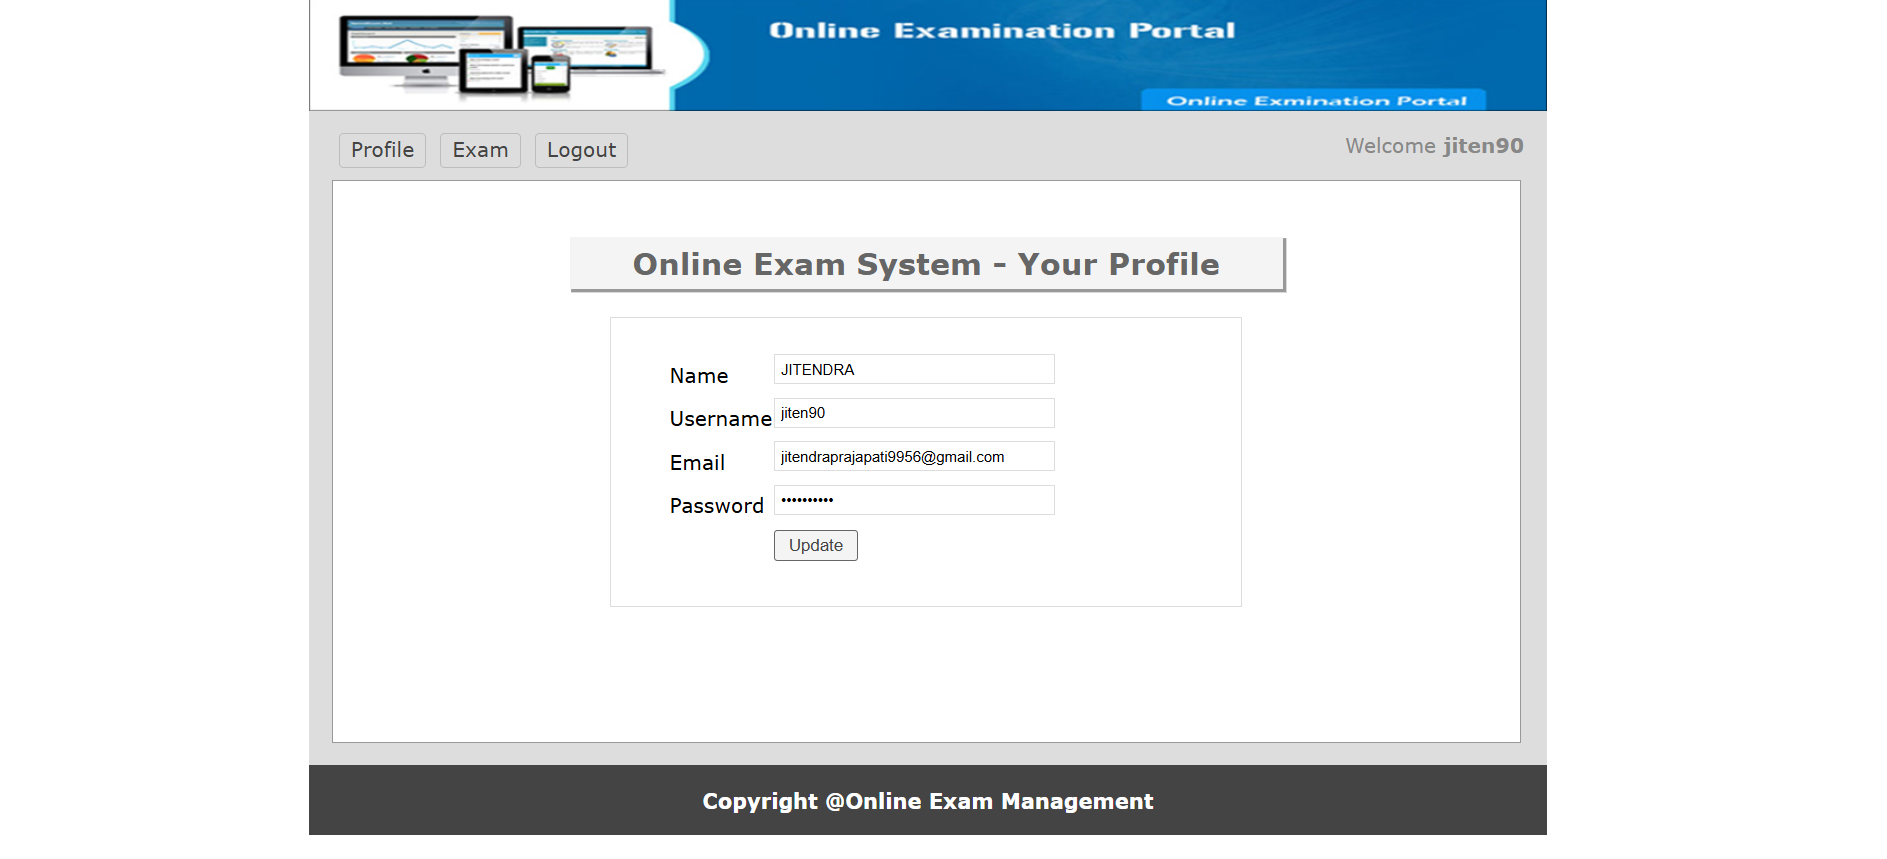 Online Examination Portal
Online Exmination Portal
Profile Exam Logout
Welcome jiten90
Online Exam System - Your Profile
Name JITENDRA
Username jiten90
Email jitendraprajapati9956@gmail.com
Password ••••••••••
Update
Copyright @Online Exam Management